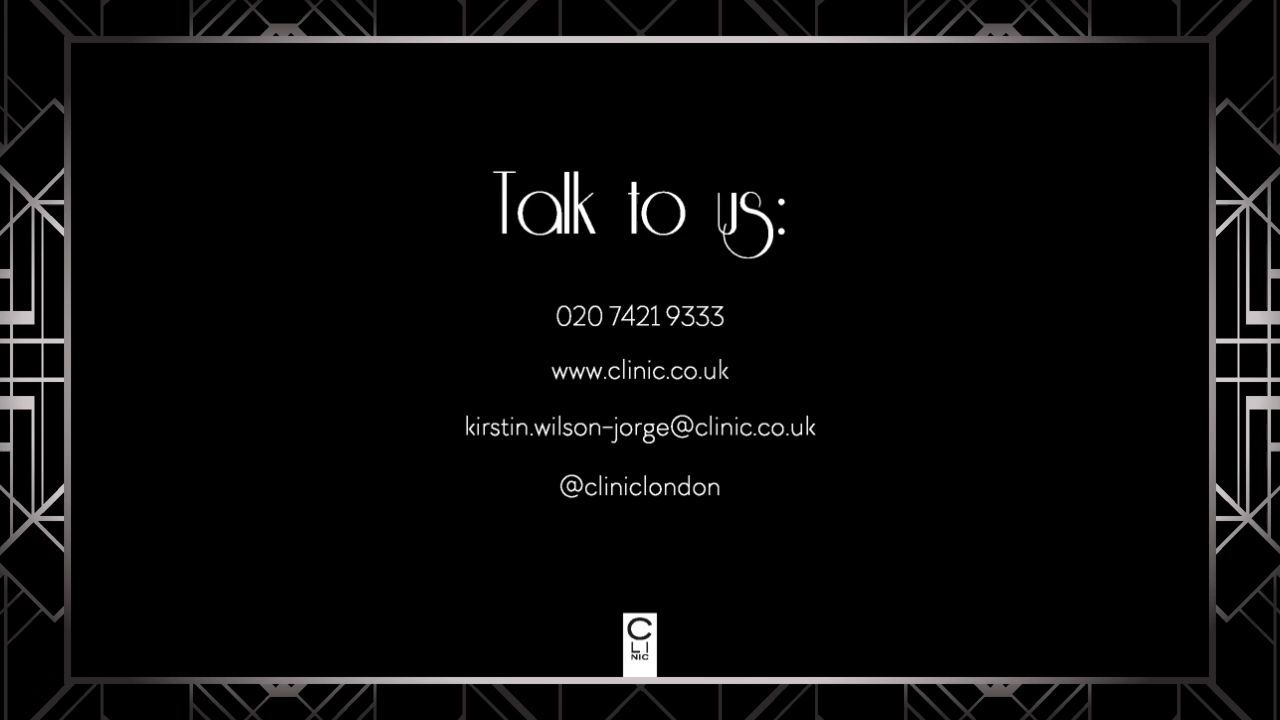 Talk to us:
020 7421 9333
www.clinic.co.uk
kirstin.wilson-jorge@clinic.co.uk
@cliniclondon
C
LI
NIC